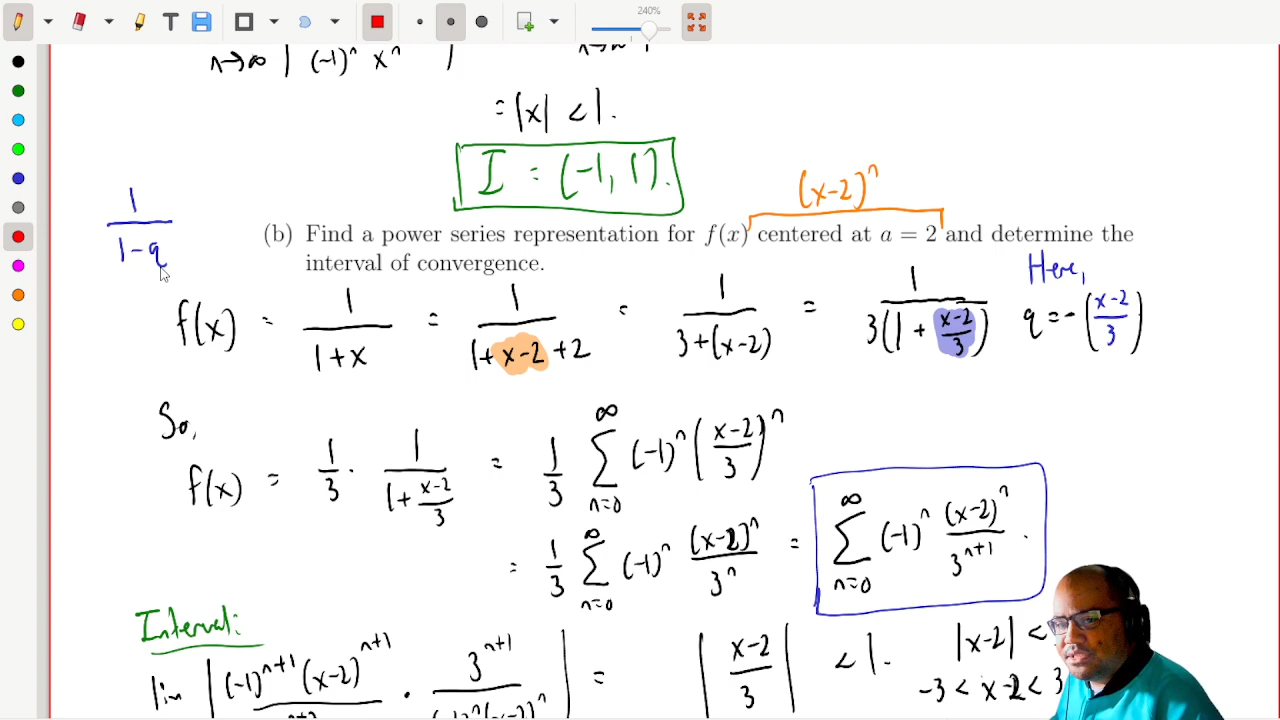 240%
n→∞ | (-1)^n x^n |
= |x| < 1.
I = (-1, 1).
(x-2)^n
1/(1-q)
(b) Find a power series representation for f(x) centered at a = 2 and determine the
interval of convergence.
Here,
f(x) = 1/(1+x) = 1/(1+x-2+2) = 1/(3+(x-2)) = 1/(3(1+(x-2)/3)) q = -((x-2)/3)
So,
f(x) = 1/3 · 1/(1+(x-2)/3) = 1/3 ∑_{n=0}^∞ (-1)^n ((x-2)/3)^n
= 1/3 ∑_{n=0}^∞ (-1)^n (x-2)^n/3^n = ∑_{n=0}^∞ (-1)^n (x-2)^n/3^{n+1}.
Interval:
lim |(-1)^{n+1}(x-2)^{n+1} · 3^{n+1}| = |(x-2)/3| < 1. |x-2| <
-3 < x-2 < 3